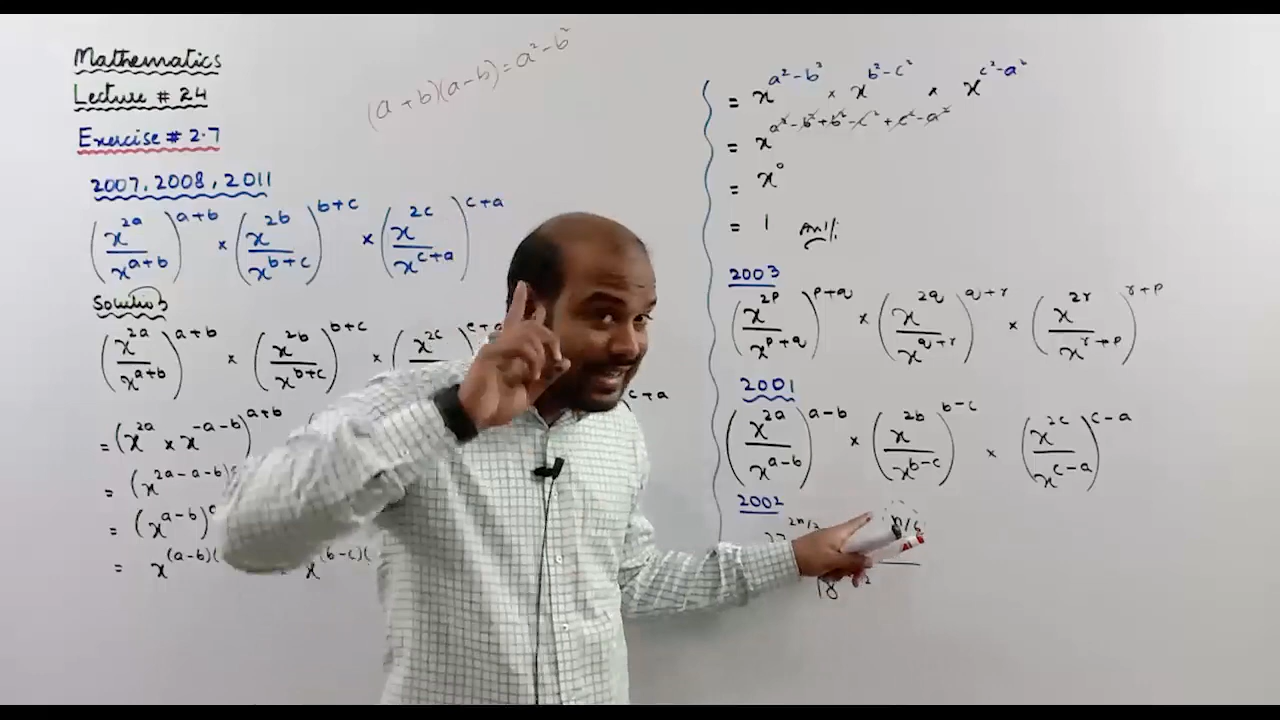 Mathematics
Lecture # 24
Exercise # 2.7
(a+b)(a-b)=a²-b²
2007, 2008, 2011
(x^{2a}/x^{a+b})^{a+b} × (x^{2b}/x^{b+c})^{b+c} × (x^{2c}/x^{c+a})^{c+a}
Solution
(x^{2a}/x^{a+b})^{a+b} × (x^{2b}/x^{b+c})^{b+c} × (x^{2c}
= (x^{2a} × x^{-a-b})^{a+b}
= (x^{2a-a-b})
= (x^{a-b})
= x^{(a-b)(} x^{(b-c)(}
= x^{a²-b²} × x^{b²-c²} × x^{c²-a²}
= x^{a²-b²+b²-c²+c²-a²}
= x⁰
= 1 Ans/:
2003
(x^{2p}/x^{p+q})^{p+q} × (x^{2q}/x^{q+r})^{q+r} × (x^{2r}/x^{r+p})^{r+p}
2001
(x^{2a}/x^{a-b})^{a-b} × (x^{2b}/x^{b-c})^{b-c} × (x^{2c}/x^{c-a})^{c-a}
2002